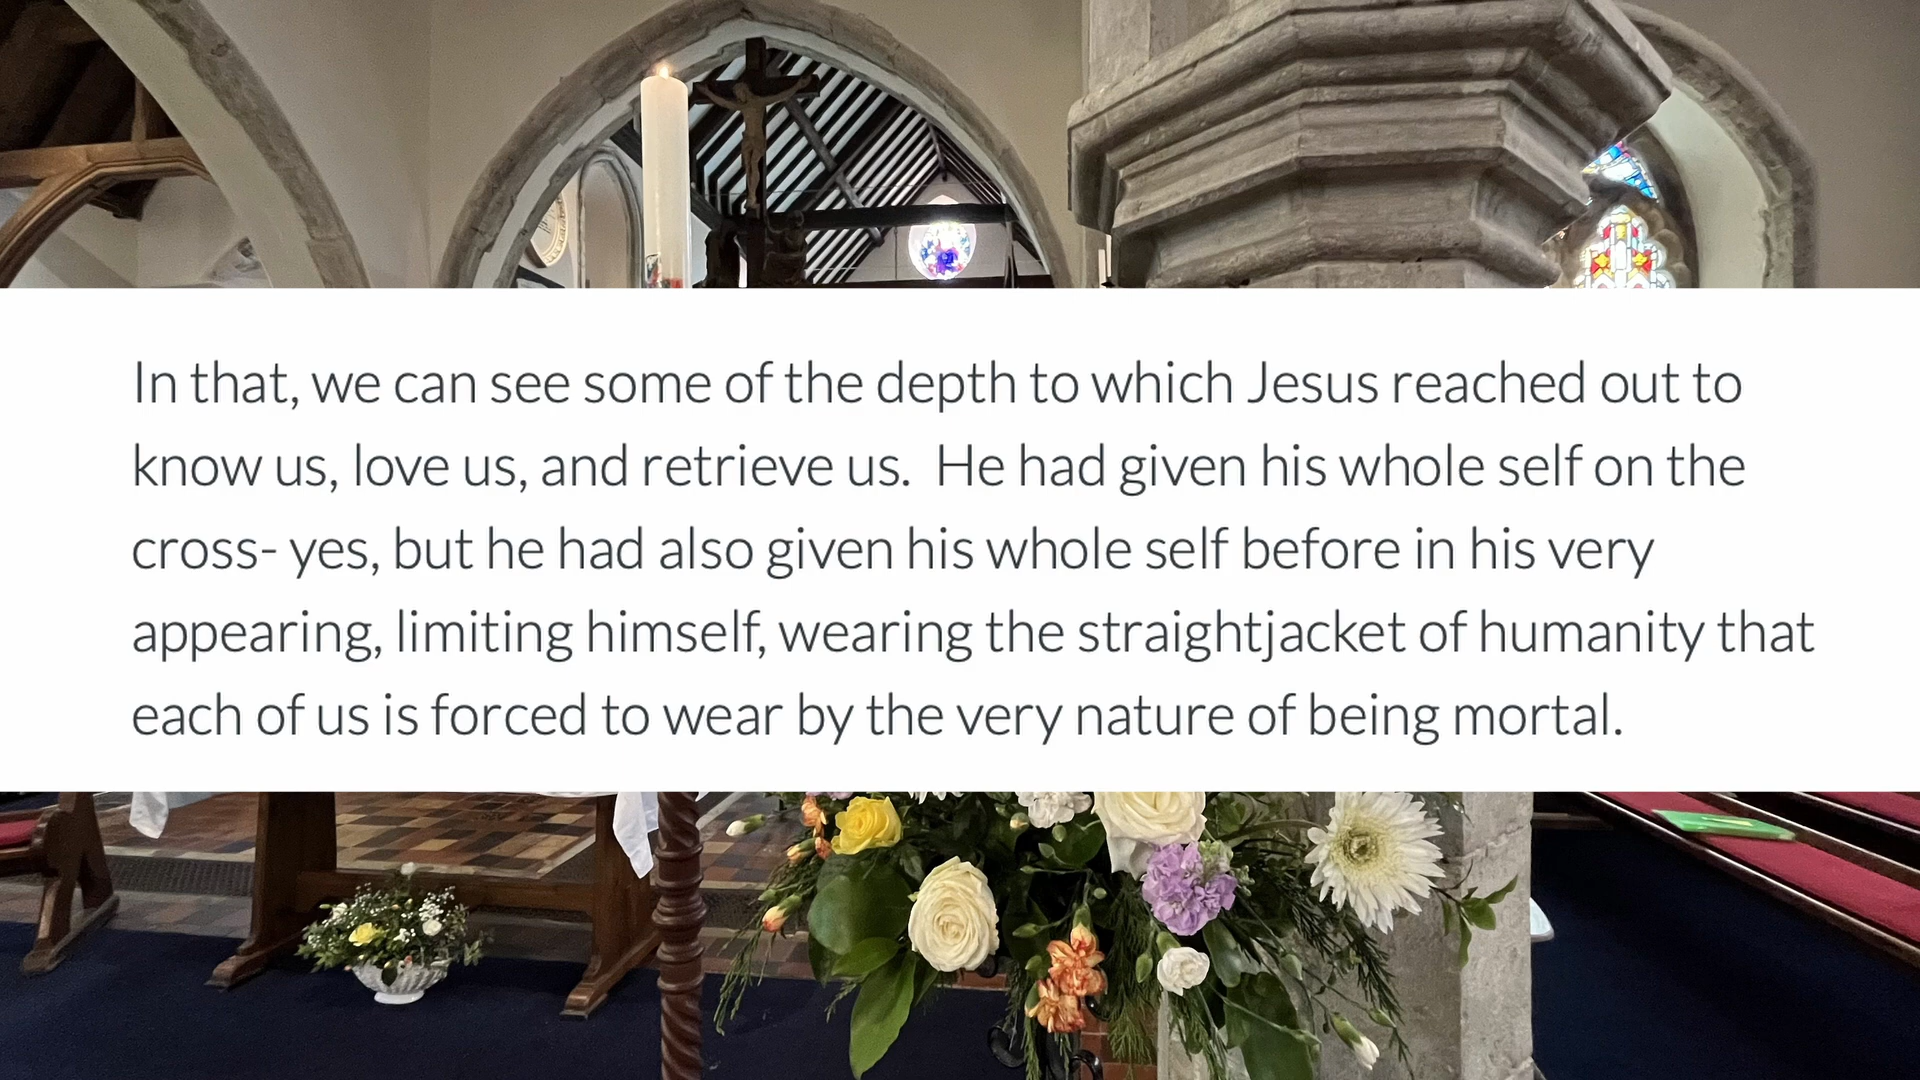 In that, we can see some of the depth to which Jesus reached out to
know us, love us, and retrieve us.  He had given his whole self on the
cross- yes, but he had also given his whole self before in his very
appearing, limiting himself, wearing the straightjacket of humanity that
each of us is forced to wear by the very nature of being mortal.